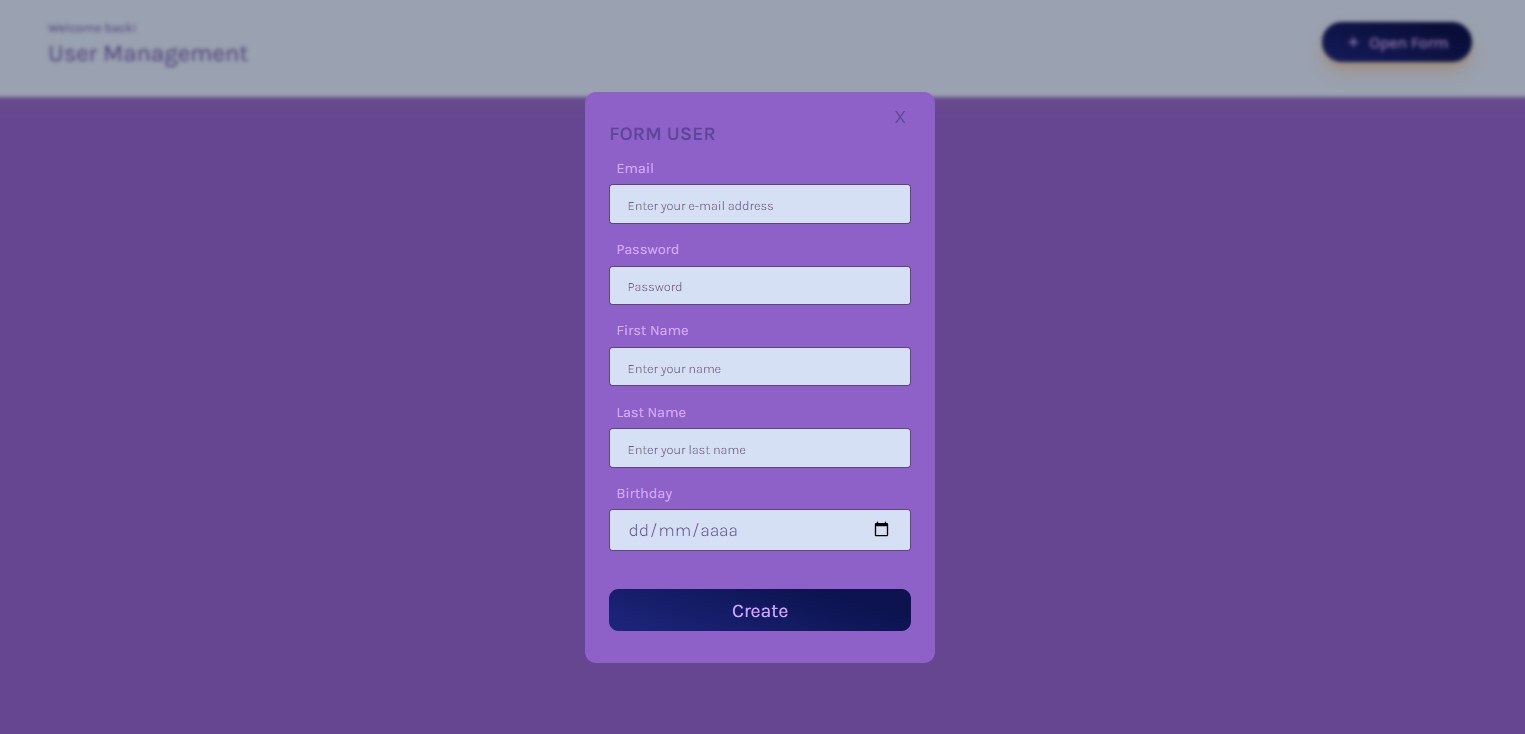 Welcome back!
User Management
+ Open Form
X
FORM USER
Email
Enter your e-mail address
Password
Password
First Name
Enter your name
Last Name
Enter your last name
Birthday
dd/mm/aaaa
Create